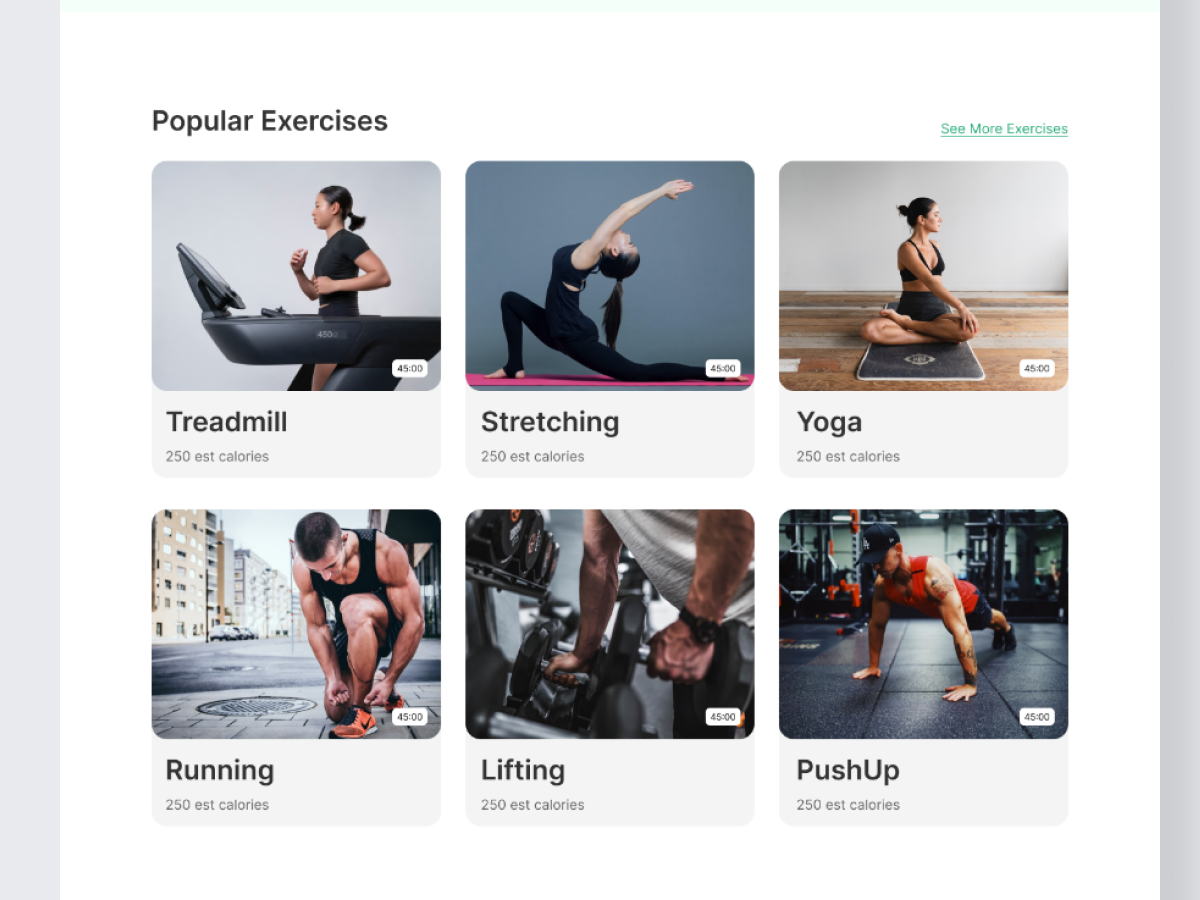 Popular Exercises
See More Exercises
45:00
45:00
45:00
Treadmill
Stretching
Yoga
250 est calories
250 est calories
250 est calories
45:00
45:00
45:00
Running
Lifting
PushUp
250 est calories
250 est calories
250 est calories